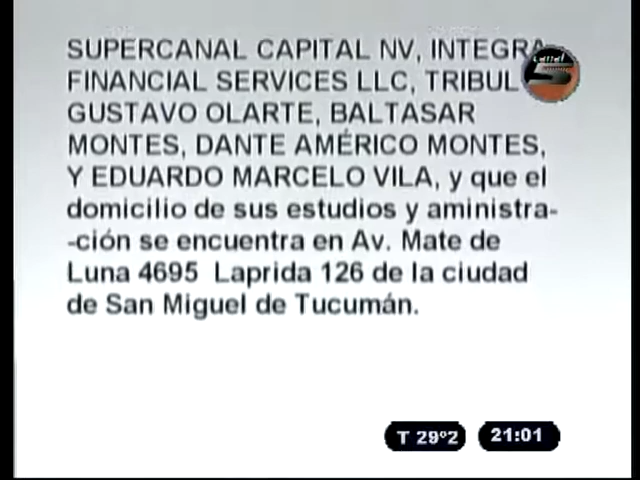 SUPERCANAL CAPITAL NV, INTEGRA
FINANCIAL SERVICES LLC,
GUSTAVO OLARTE, BALTASAR
MONTES, DANTE AMÉRICO MONTES,
Y EDUARDO MARCELO VILA, y que el
domicilio de sus estudios y aministra-
-ción se encuentra en Av. Mate de
Luna 4695 Laprida 126 de la ciudad
de San Miguel de Tucumán.
canal
5
T 29º2
21:01